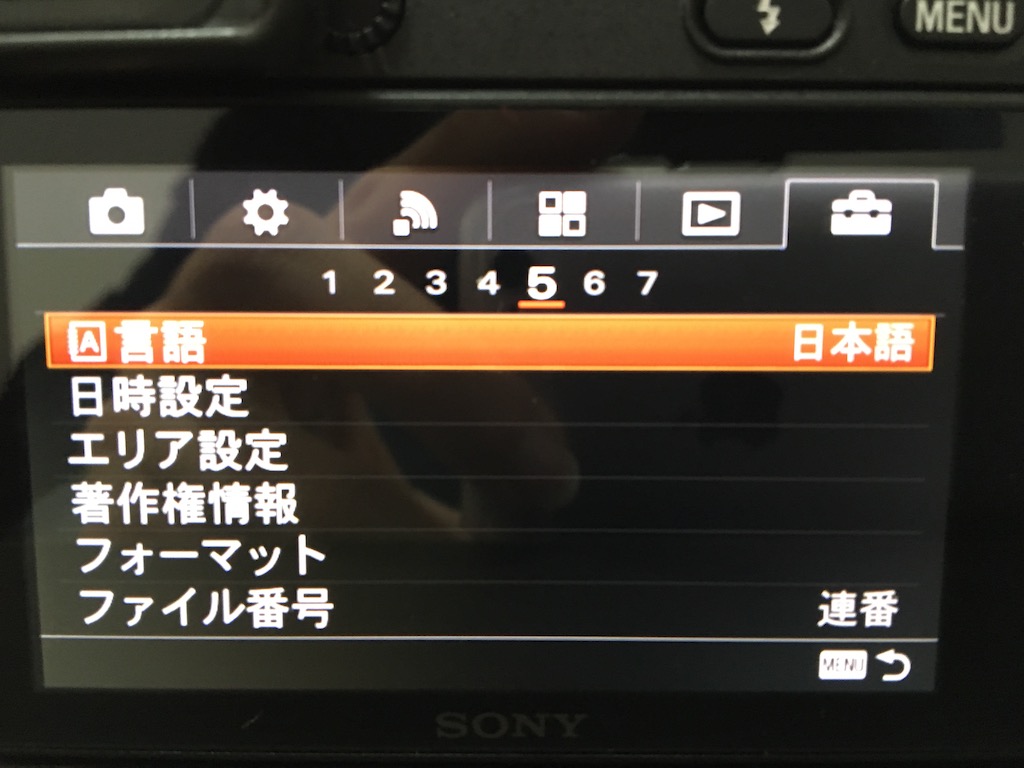 MENU
1 2 3 4 5 6 7
A 言語 日本語
日時設定
エリア設定
著作権情報
フォーマット
ファイル番号 連番
MENU
SONY